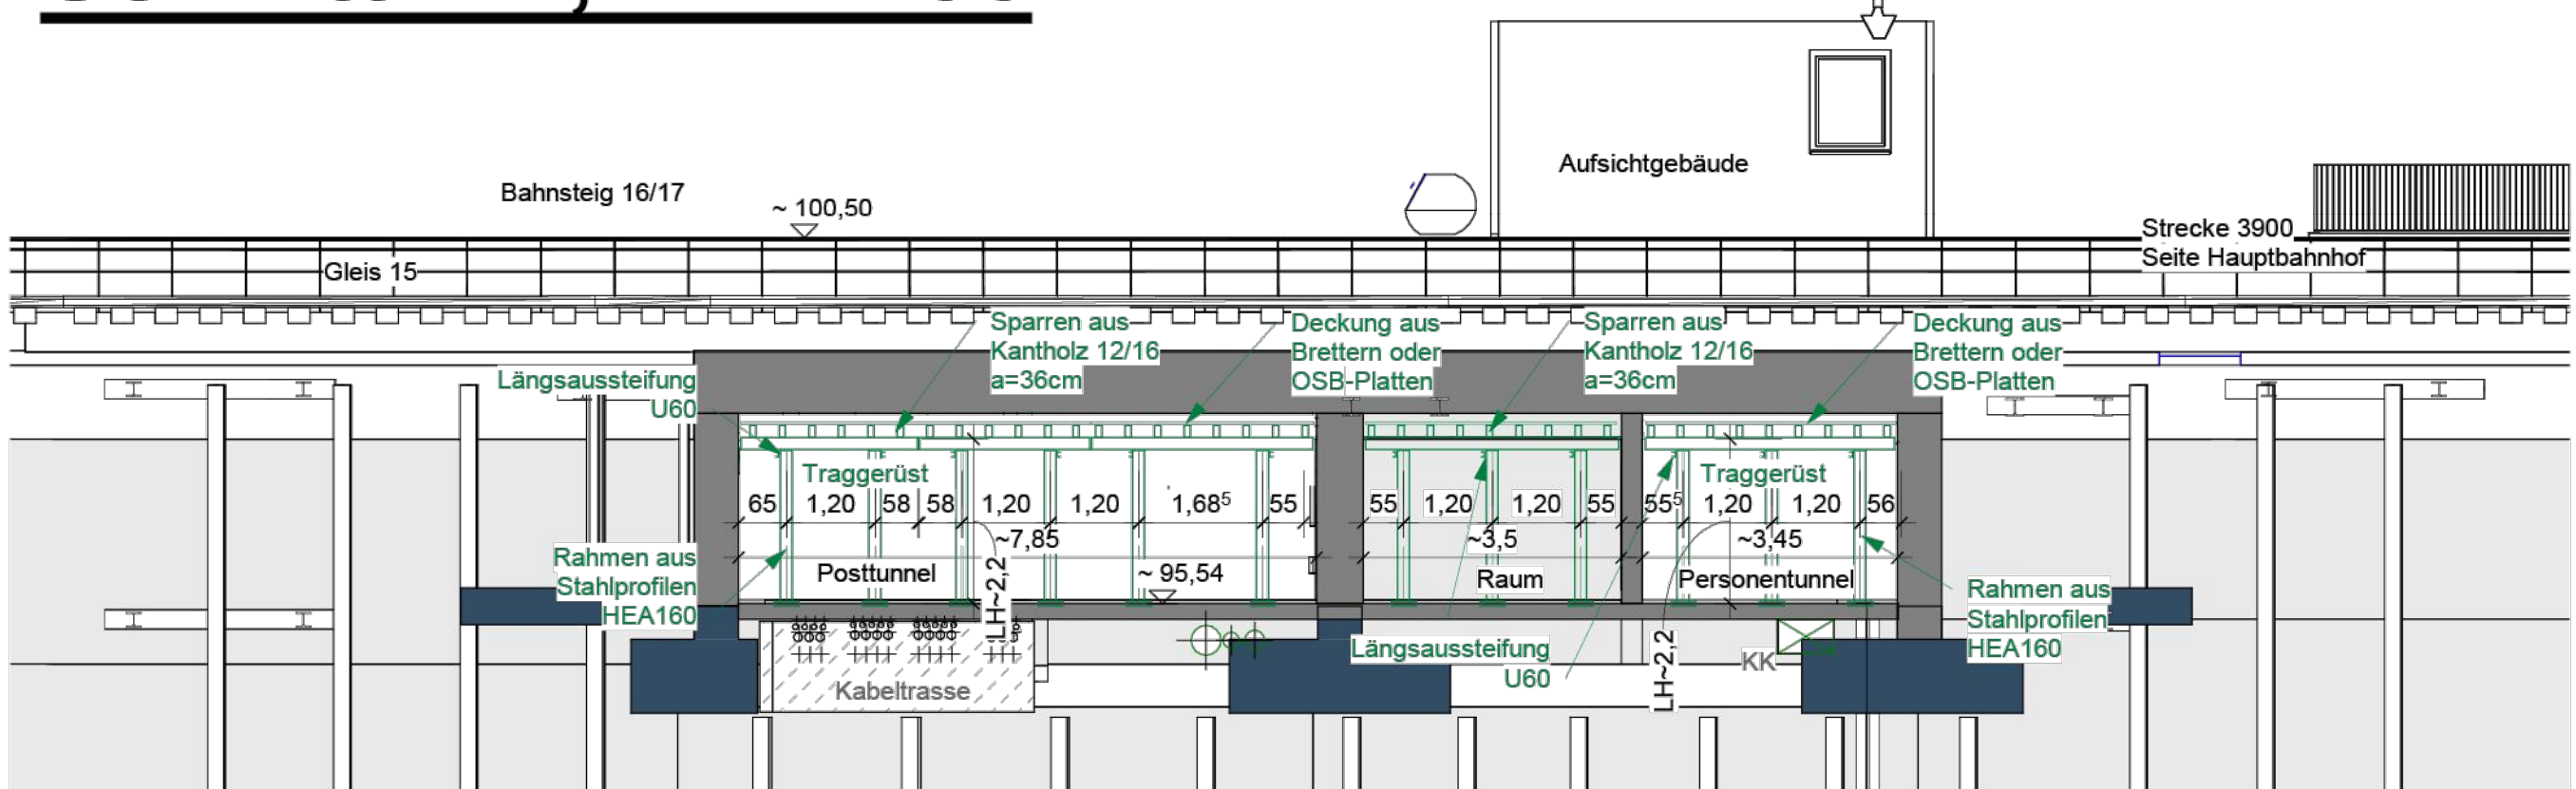 Aufsichtgebäude
Bahnsteig 16/17
~ 100,50
Strecke 3900
Seite Hauptbahnhof
Gleis 15
Sparren aus
Kantholz 12/16
a=36cm
Deckung aus
Brettern oder
OSB-Platten
Sparren aus
Kantholz 12/16
a=36cm
Deckung aus
Brettern oder
OSB-Platten
Längsaussteifung
U60
Traggerüst
Traggerüst
65 1,20 58 58 1,20 1,20 1,68⁵ 55 55 1,20 1,20 55 55⁵ 1,20 1,20 56
~7,85 ~3,5 ~3,45
Rahmen aus
Stahlprofilen
HEA160
Posttunnel
LH~2,2
~ 95,54
Raum
Personentunnel
Rahmen aus
Stahlprofilen
HEA160
Längsaussteifung
U60
LH~2,2
KK
Kabeltrasse